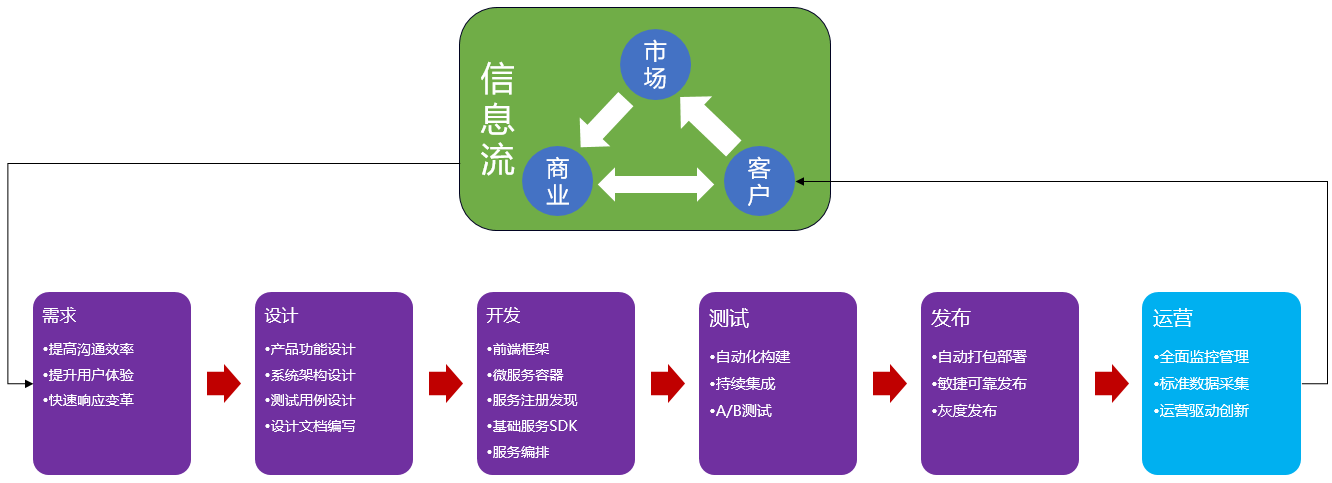 信
息
流
市
场
商
业
客
户
需求
•提高沟通效率
•提升用户体验
•快速响应变革
设计
•产品功能设计
•系统架构设计
•测试用例设计
•设计文档编写
开发
•前端框架
•微服务容器
•服务注册发现
•基础服务SDK
•服务编排
测试
•自动化构建
•持续集成
•A/B测试
发布
•自动打包部署
•敏捷可靠发布
•灰度发布
运营
•全面监控管理
•标准数据采集
•运营驱动创新